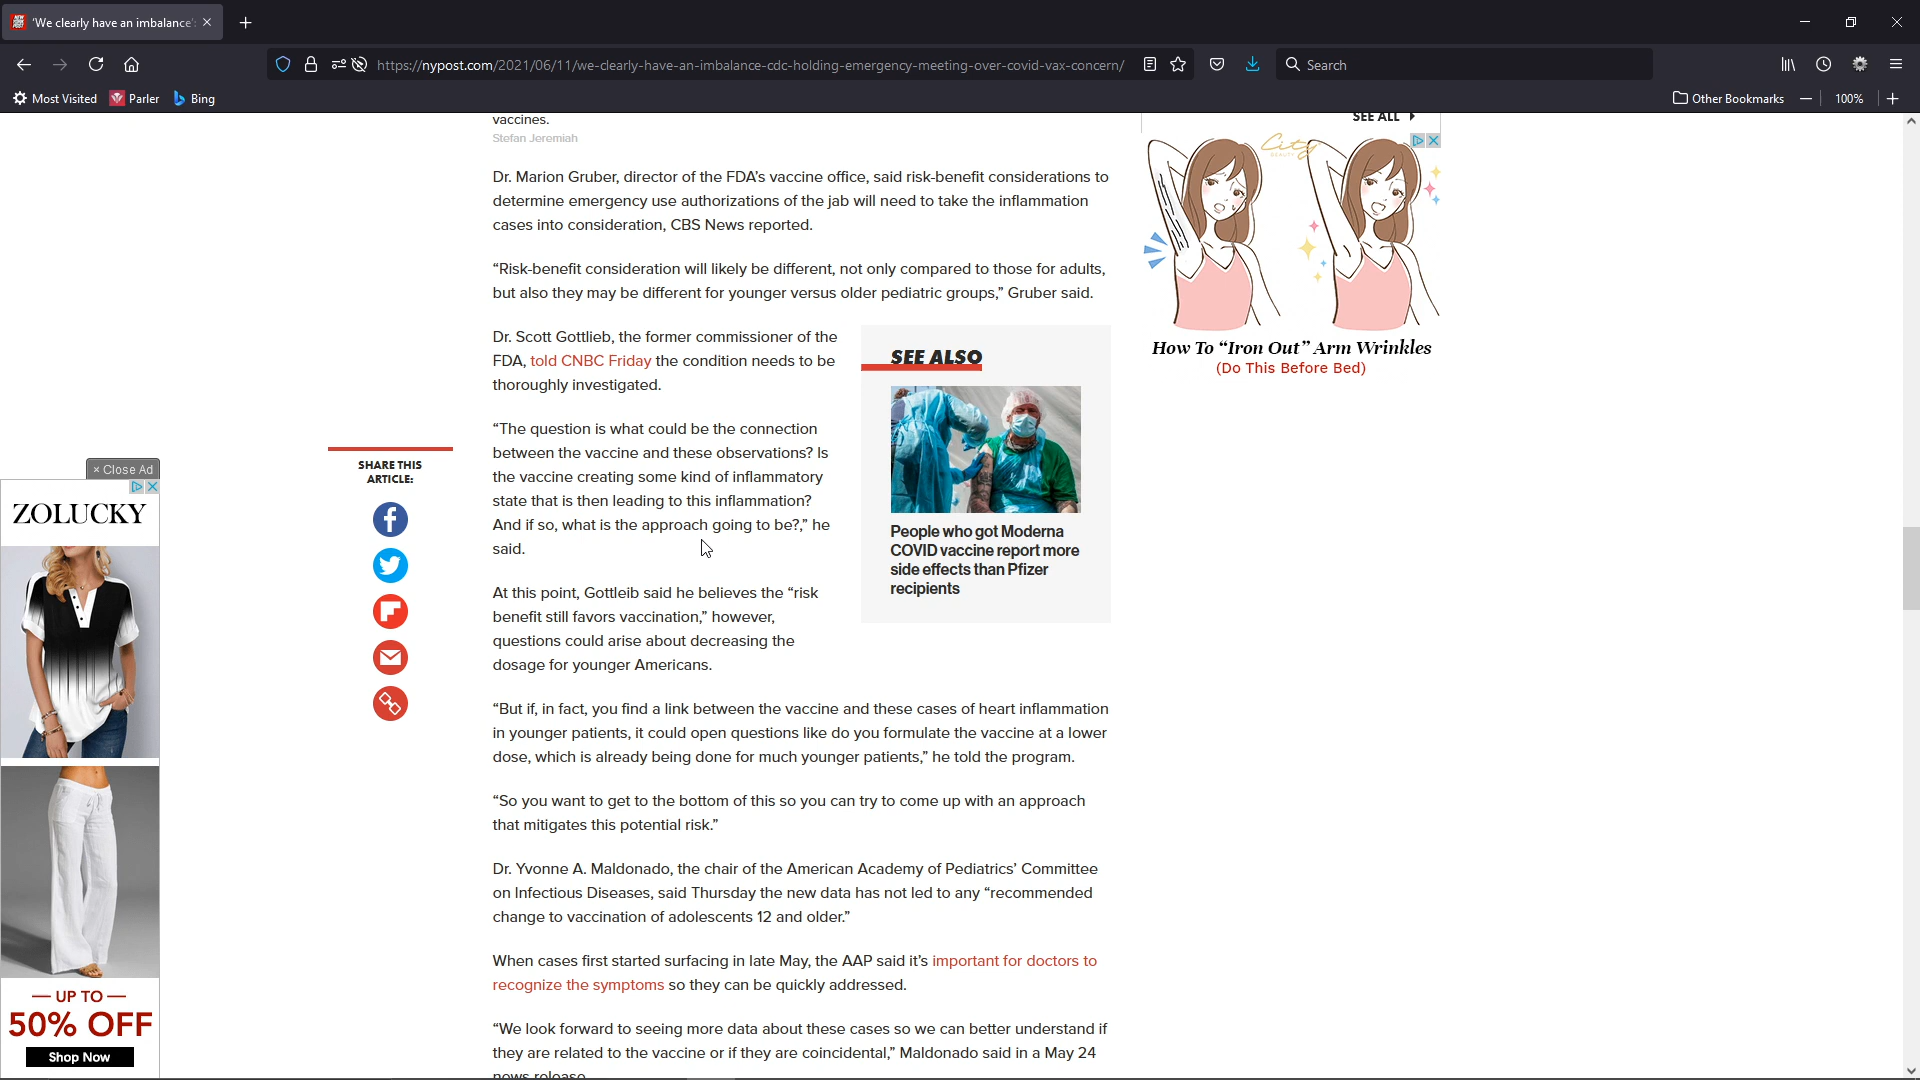 'We clearly have an imbalance':
https://nypost.com/2021/06/11/we-clearly-have-an-imbalance-cdc-holding-emergency-meeting-over-covid-vax-concern/
Search
Most Visited
Parler
Bing
Other Bookmarks
100%
vaccines.
Stefan Jeremiah
Dr. Marion Gruber, director of the FDA's vaccine office, said risk-benefit considerations to
determine emergency use authorizations of the jab will need to take the inflammation
cases into consideration, CBS News reported.
“Risk-benefit consideration will likely be different, not only compared to those for adults,
but also they may be different for younger versus older pediatric groups,” Gruber said.
Dr. Scott Gottlieb, the former commissioner of the
FDA, told CNBC Friday the condition needs to be
thoroughly investigated.
“The question is what could be the connection
between the vaccine and these observations? Is
the vaccine creating some kind of inflammatory
state that is then leading to this inflammation?
And if so, what is the approach going to be?,” he
said.
At this point, Gottleib said he believes the “risk
benefit still favors vaccination,” however,
questions could arise about decreasing the
dosage for younger Americans.
“But if, in fact, you find a link between the vaccine and these cases of heart inflammation
in younger patients, it could open questions like do you formulate the vaccine at a lower
dose, which is already being done for much younger patients,” he told the program.
“So you want to get to the bottom of this so you can try to come up with an approach
that mitigates this potential risk.”
Dr. Yvonne A. Maldonado, the chair of the American Academy of Pediatrics’ Committee
on Infectious Diseases, said Thursday the new data has not led to any “recommended
change to vaccination of adolescents 12 and older.”
When cases first started surfacing in late May, the AAP said it's important for doctors to
recognize the symptoms so they can be quickly addressed.
“We look forward to seeing more data about these cases so we can better understand if
they are related to the vaccine or if they are coincidental,” Maldonado said in a May 24
news release.
SEE ALSO
People who got Moderna
COVID vaccine report more
side effects than Pfizer
recipients
SHARE THIS
ARTICLE:
× Close Ad
ZOLUCKY
UP TO
50% OFF
Shop Now
SEE ALL
City
BEAUTY
How To “Iron Out” Arm Wrinkles
(Do This Before Bed)